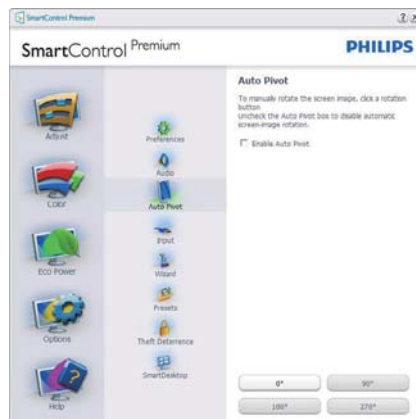 SmartControl Premium
SmartControl Premium
PHILIPS
Adjust
Color
Eco Power
Options
Help
Preferences
Audio
Auto Pivot
Input
Wizard
Presets
Theft Deterrence
SmartDesktop
Auto Pivot
To manually rotate the screen image, click a rotation
button
Uncheck the Auto Pivot box to disable automatic
screen-image rotation.
Enable Auto Pivot
0°
90°
180°
270°